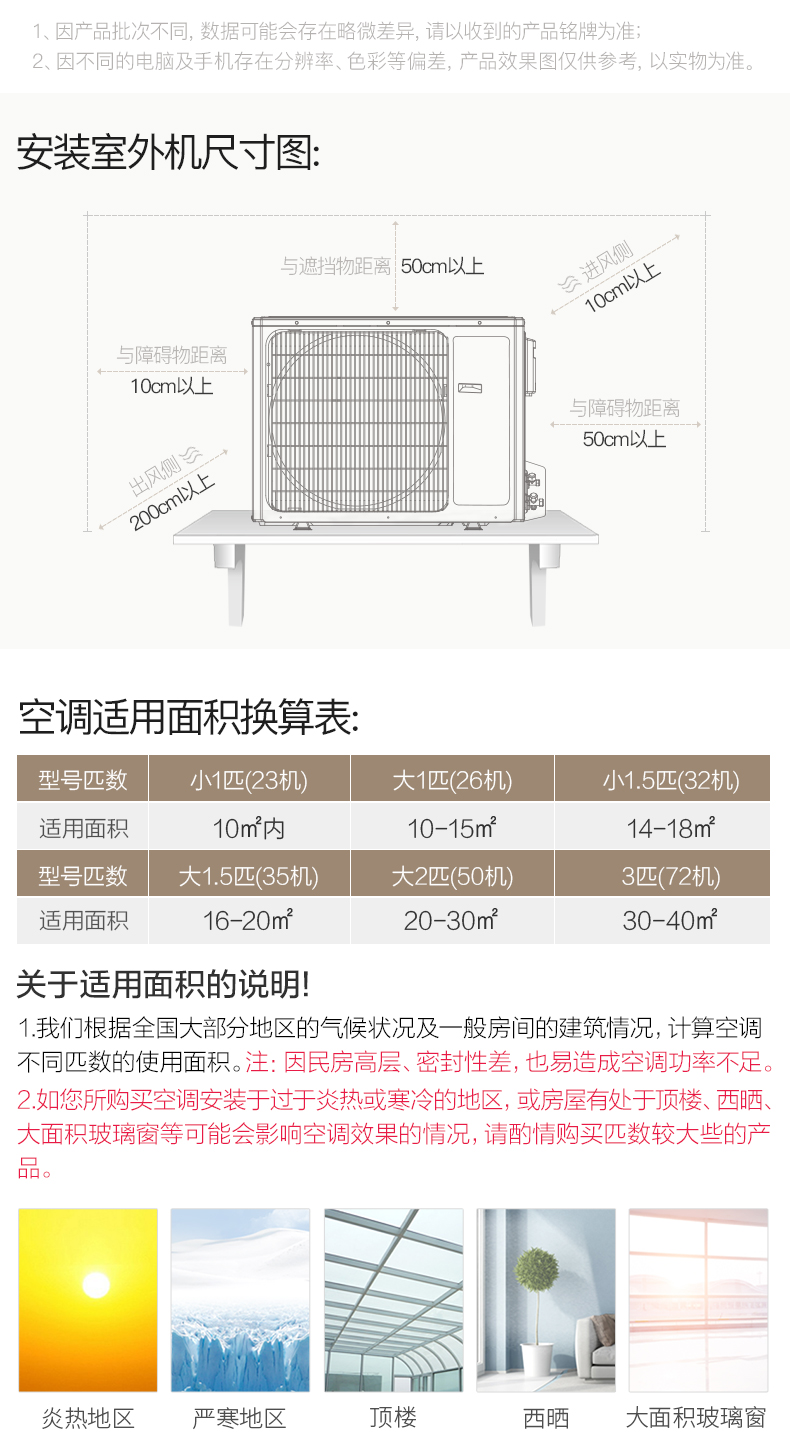 1、因产品批次不同, 数据可能会存在略微差异, 请以收到的产品铭牌为准;
2、因不同的电脑及手机存在分辨率、色彩等偏差, 产品效果图仅供参考, 以实物为准。
安装室外机尺寸图:
与遮挡物距离 50cm以上
进风侧
10cm以上
与障碍物距离
10cm以上
与障碍物距离
50cm以上
出风侧
200cm以上
空调适用面积换算表:
型号匹数 小1匹(23机) 大1匹(26机) 小1.5匹(32机)
适用面积 10㎡内 10-15㎡ 14-18㎡
型号匹数 大1.5匹(35机) 大2匹(50机) 3匹(72机)
适用面积 16-20㎡ 20-30㎡ 30-40㎡
关于适用面积的说明!
1.我们根据全国大部分地区的气候状况及一般房间的建筑情况, 计算空调
不同匹数的使用面积。注: 因民房高层、密封性差, 也易造成空调功率不足。
2.如您所购买空调安装于过于炎热或寒冷的地区, 或房屋有处于顶楼、西晒、
大面积玻璃窗等可能会影响空调效果的情况, 请酌情购买匹数较大些的产
品。
炎热地区 严寒地区 顶楼 西晒 大面积玻璃窗